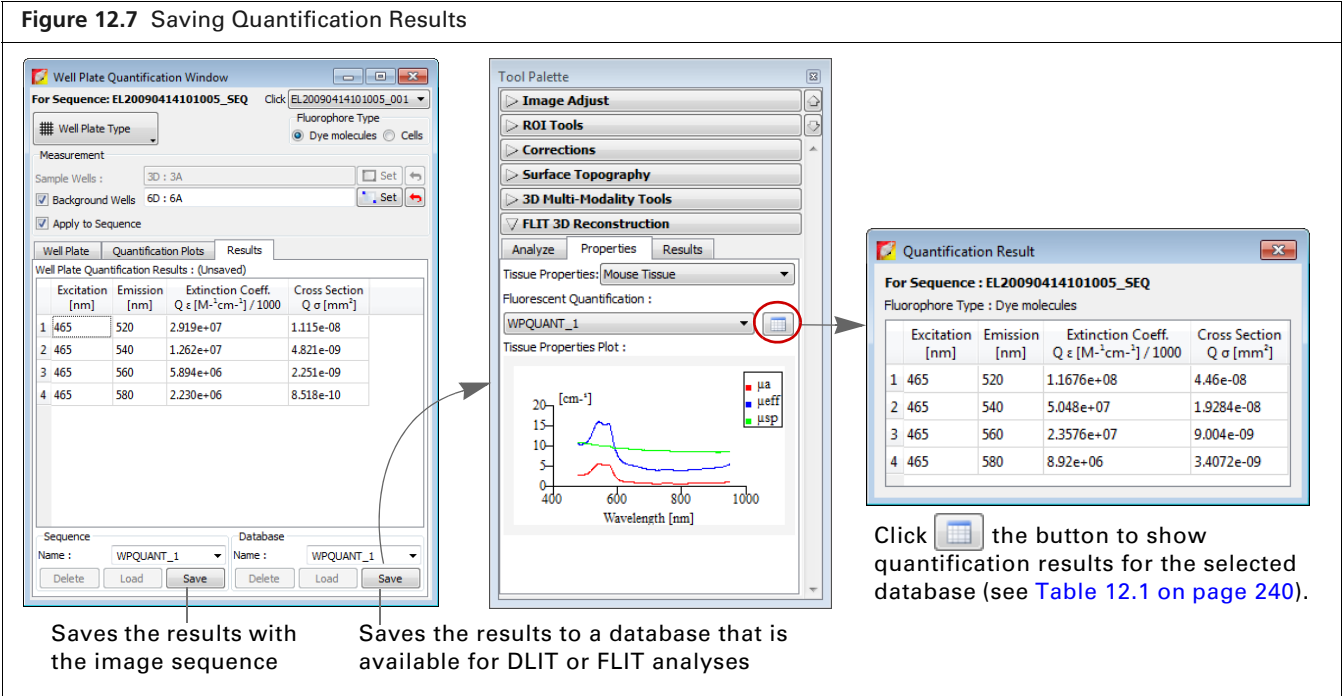 Figure 12.7 Saving Quantification Results
Well Plate Quantification Window
For Sequence: EL20090414101005_SEQ Click EL20090414101005_001
Well Plate Type
Fluorophore Type
Dye molecules Cells
Measurement
Sample Wells : 3D : 3A Set
Background Wells 6D : 6A Set
Apply to Sequence
Well Plate Quantification Plots Results
Well Plate Quantification Results : (Unsaved)
Excitation [nm] Emission [nm] Extinction Coeff. Q ε [M-¹cm-¹] / 1000 Cross Section Q σ [mm²]
1 465 520 2.919e+07 1.115e-08
2 465 540 1.262e+07 4.821e-09
3 465 560 5.894e+06 2.251e-09
4 465 580 2.230e+06 8.518e-10
Sequence Database
Name : WPQUANT_1 Name : WPQUANT_1
Delete Load Save Delete Load Save
Saves the results with
the image sequence
Tool Palette
Image Adjust
ROI Tools
Corrections
Surface Topography
3D Multi-Modality Tools
FLIT 3D Reconstruction
Analyze Properties Results
Tissue Properties: Mouse Tissue
Fluorescent Quantification :
WPQUANT_1
Tissue Properties Plot :
[cm-¹]
µa
µeff
µsp
20
15
10
5
0
400 600 800 1000
Wavelength [nm]
Saves the results to a database that is
available for DLIT or FLIT analyses
Quantification Result
For Sequence : EL20090414101005_SEQ
Fluorophore Type : Dye molecules
Excitation [nm] Emission [nm] Extinction Coeff. Q ε [M-¹cm-¹] / 1000 Cross Section Q σ [mm²]
1 465 520 1.1676e+08 4.46e-08
2 465 540 5.048e+07 1.9284e-08
3 465 560 2.3576e+07 9.004e-09
4 465 580 8.92e+06 3.4072e-09
Click the button to show
quantification results for the selected
database (see Table 12.1 on page 240).